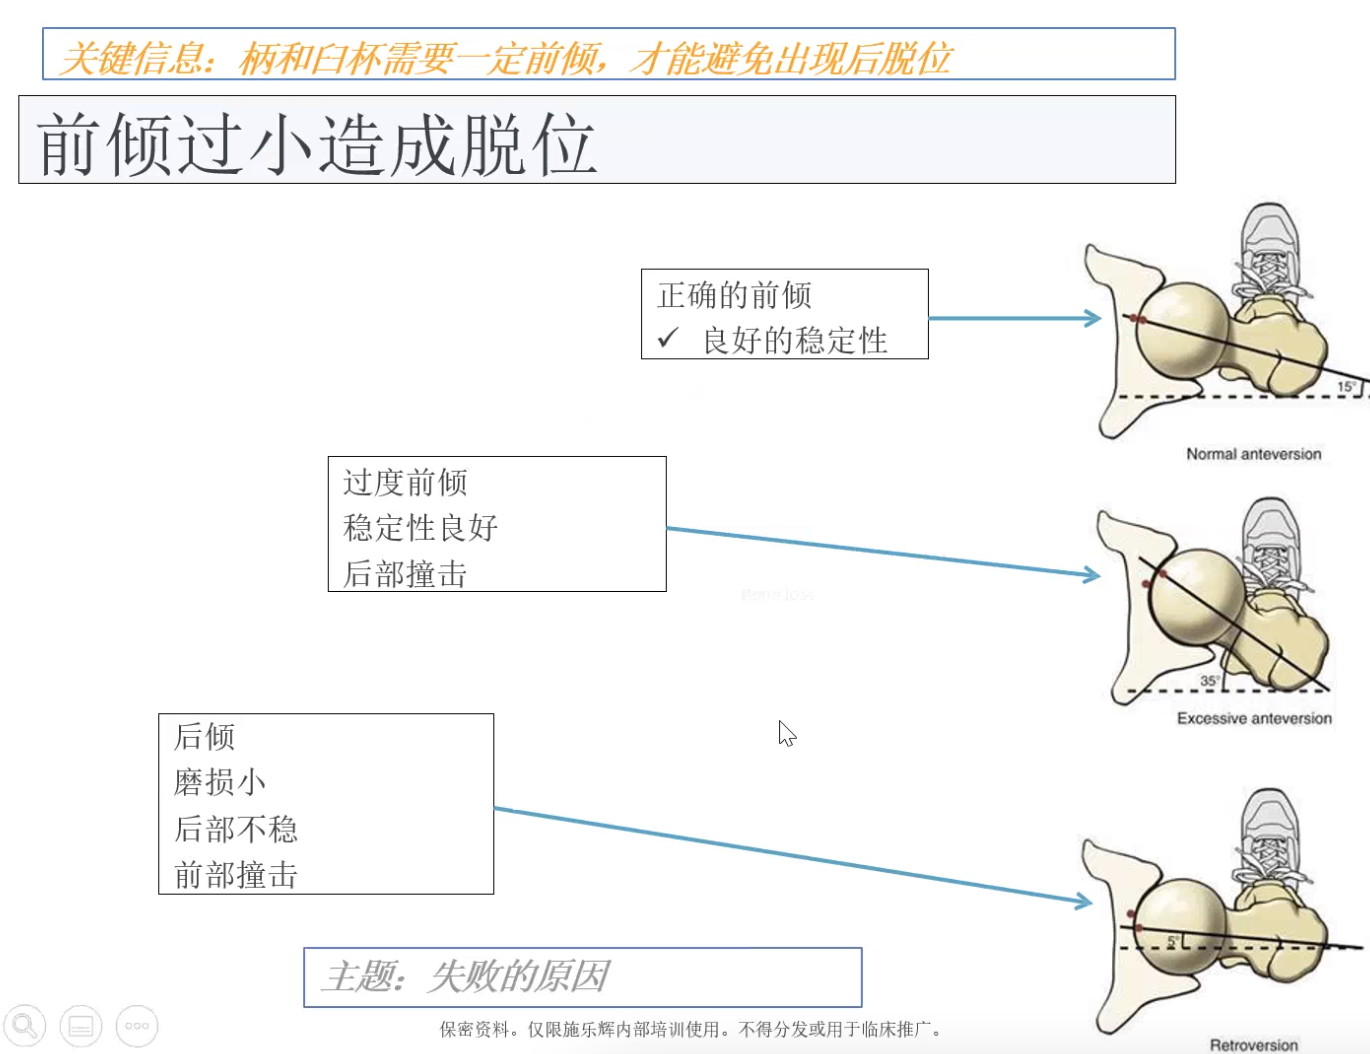 关键信息：柄和臼杯需要一定前倾，才能避免出现后脱位
前倾过小造成脱位
正确的前倾
✓ 良好的稳定性
15°
Normal anteversion
过度前倾
稳定性良好
后部撞击
Bone loss
35°
Excessive anteversion
后倾
磨损小
后部不稳
前部撞击
5°
Retroversion
主题：失败的原因
保密资料。仅限施乐辉内部培训使用。不得分发或用于临床推广。